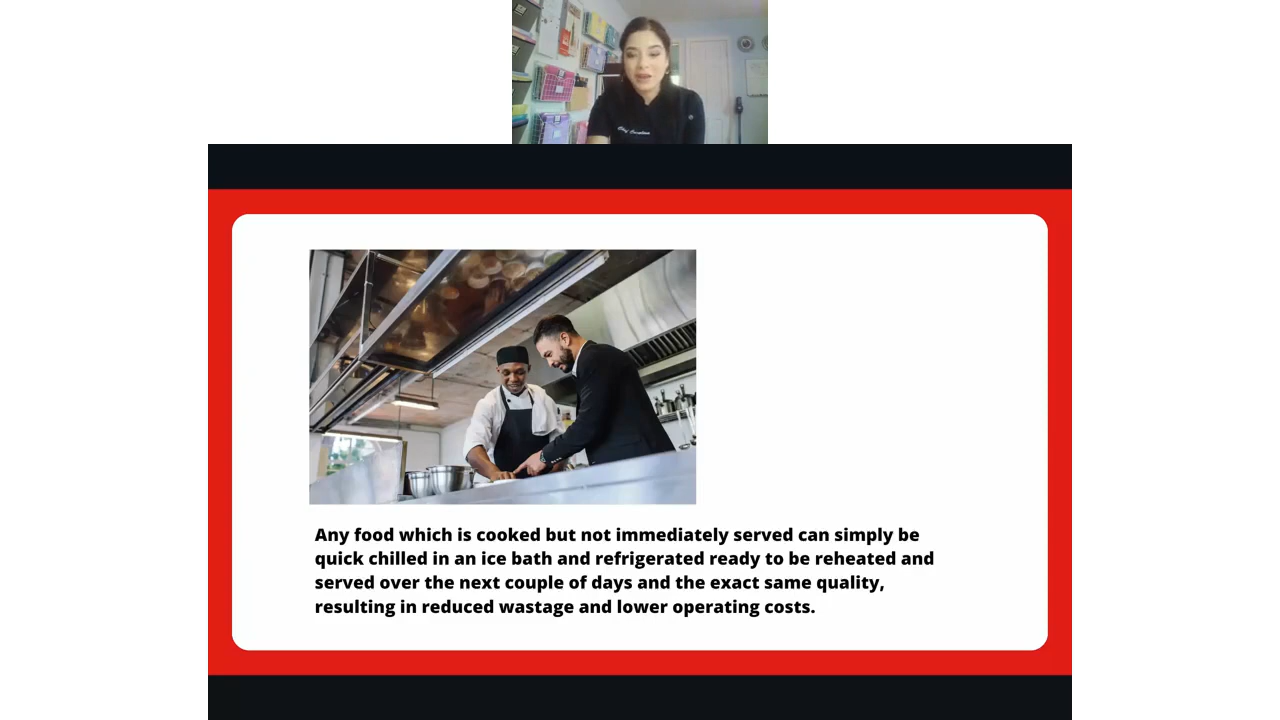 Any food which is cooked but not immediately served can simply be
quick chilled in an ice bath and refrigerated ready to be reheated and
served over the next couple of days and the exact same quality,
resulting in reduced wastage and lower operating costs.